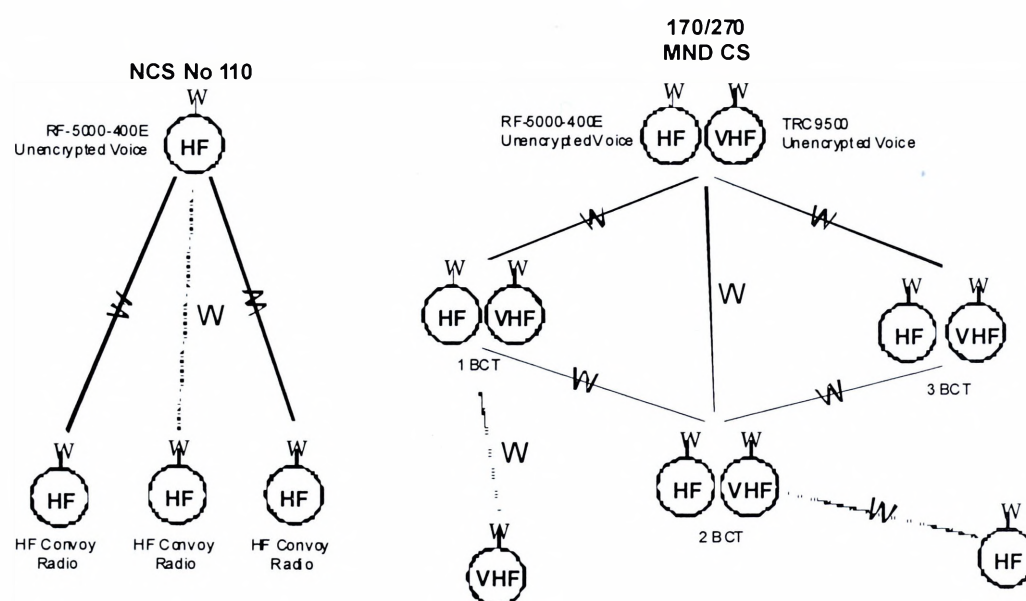 170/270
MND CS
NCS No 110
W
RF-5000-400E
Unencrypted Voice
HF
W
W
RF-5000-400E
Unencrypted Voice
HF
VHF
TRC9500
Unencrypted Voice
W
W
W
W
W
W
W
W
HF
VHF
1 BCT
W
W
HF
VHF
3 BCT
W
W
W
W
W
HF
HF Convoy
Radio
W
HF
HF Convoy
Radio
W
HF
HF Convoy
Radio
W
W
HF
VHF
2 BCT
W
W
VHF
W
HF